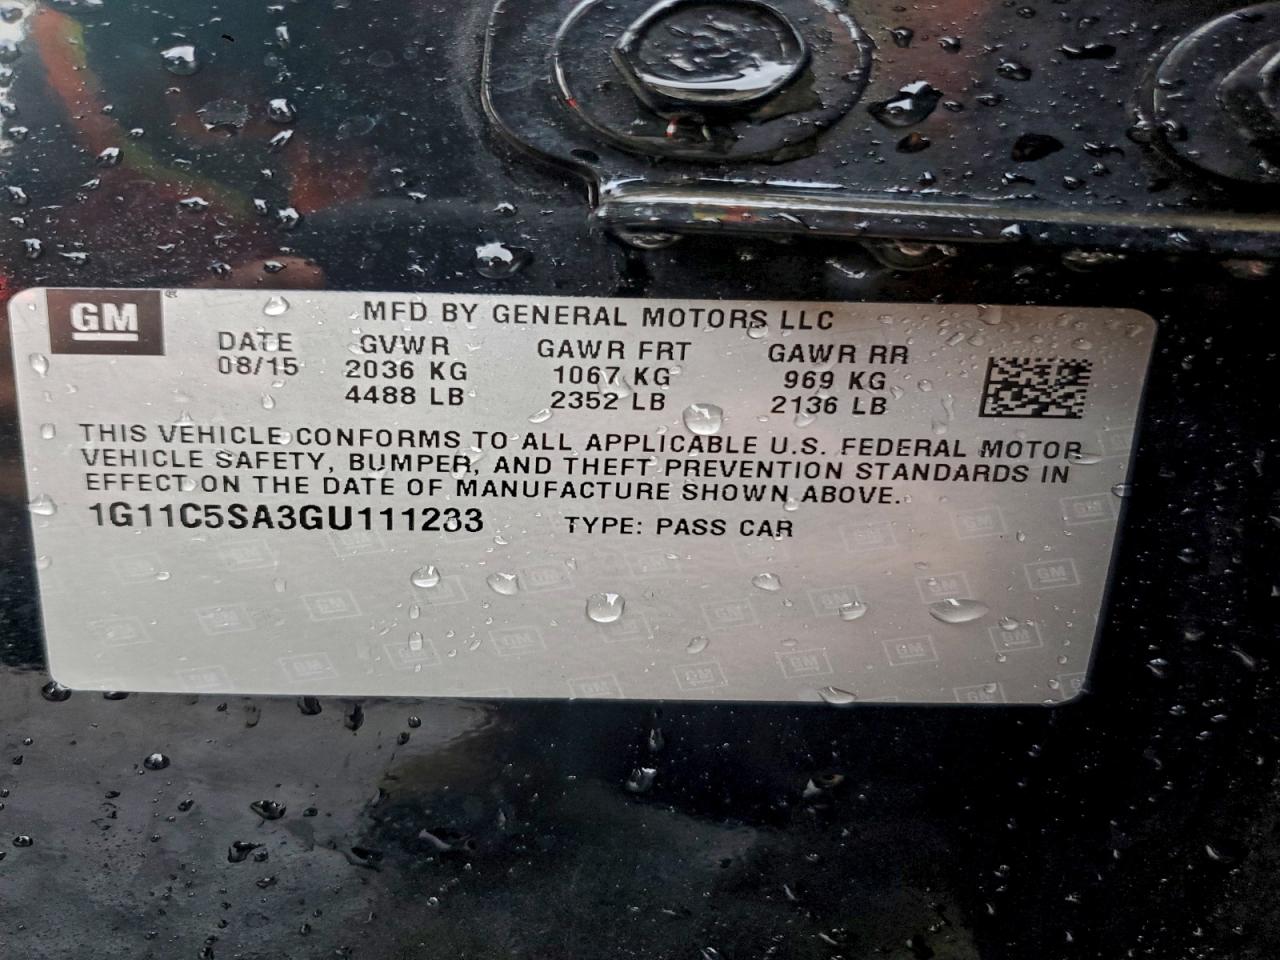 GM
MFD BY GENERAL MOTORS LLC
DATE GVWR GAWR FRT GAWR RR
08/15 2036 KG 1067 KG 969 KG
4488 LB 2352 LB 2136 LB
THIS VEHICLE CONFORMS TO ALL APPLICABLE U.S. FEDERAL MOTOR
VEHICLE SAFETY, BUMPER, AND THEFT PREVENTION STANDARDS IN
EFFECT ON THE DATE OF MANUFACTURE SHOWN ABOVE.
1G11C5SA3GU111233 TYPE: PASS CAR